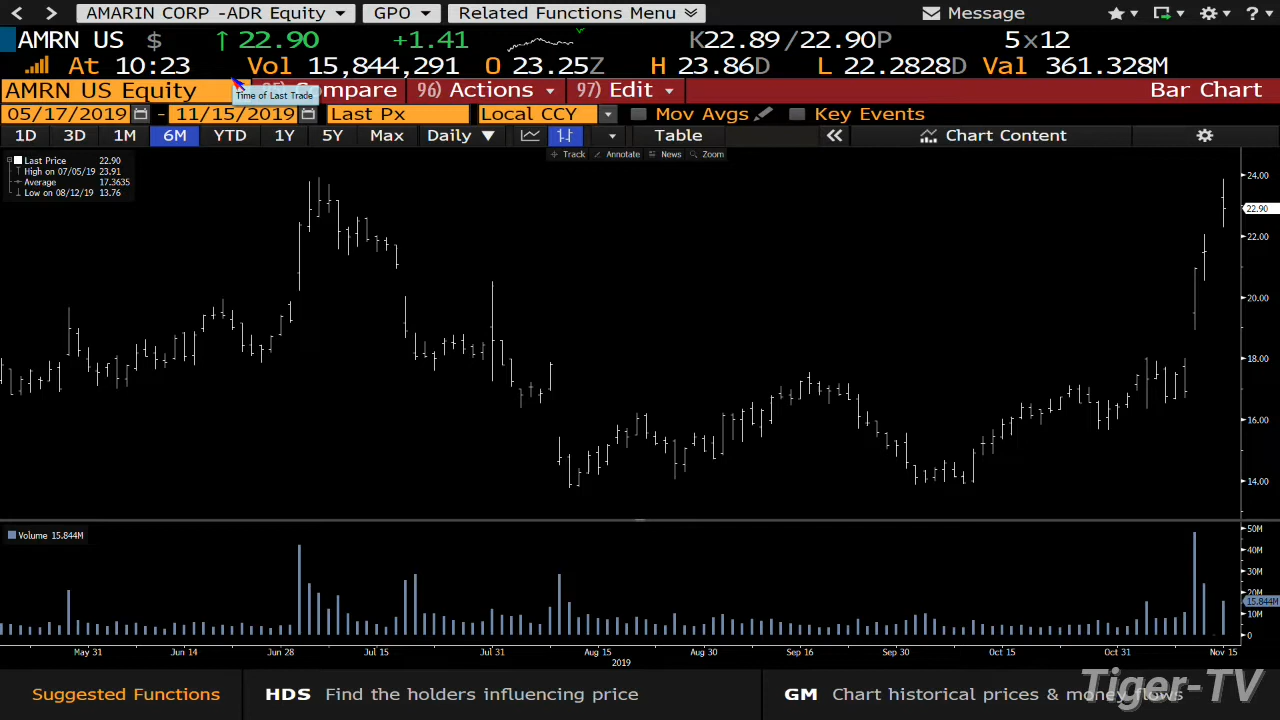 AMARIN CORP -ADR Equity GPO Related Functions Menu Message ?
AMRN US $ ↑ 22.90 +1.41 K22.89 / 22.90P 5x12
At 10:23 Vol 15,844,291 O 23.25Z H 23.86D L 22.2828D Val 361.328M
AMRN US Equity Compare 96) Actions 97) Edit Bar Chart
Time of Last Trade
05/17/2019 - 11/15/2019 Last Px Local CCY Mov Avgs Key Events
1D 3D 1M 6M YTD 1Y 5Y Max Daily ▼ Table « Chart Content
Track Annotate News Zoom
Last Price 22.90
High on 07/05/19 23.91
Average 17.3635
Low on 08/12/19 13.76
24.00
22.90
22.00
20.00
18.00
16.00
14.00
Volume 15.844M
50M
40M
30M
20M
15.844M
10M
0
May 31 Jun 14 Jun 28 Jul 15 Jul 31 Aug 15 Aug 30 Sep 16 Sep 30 Oct 15 Oct 31 Nov 15
2019
Suggested Functions HDS Find the holders influencing price GM Chart historical prices & money flows
Tiger-TV